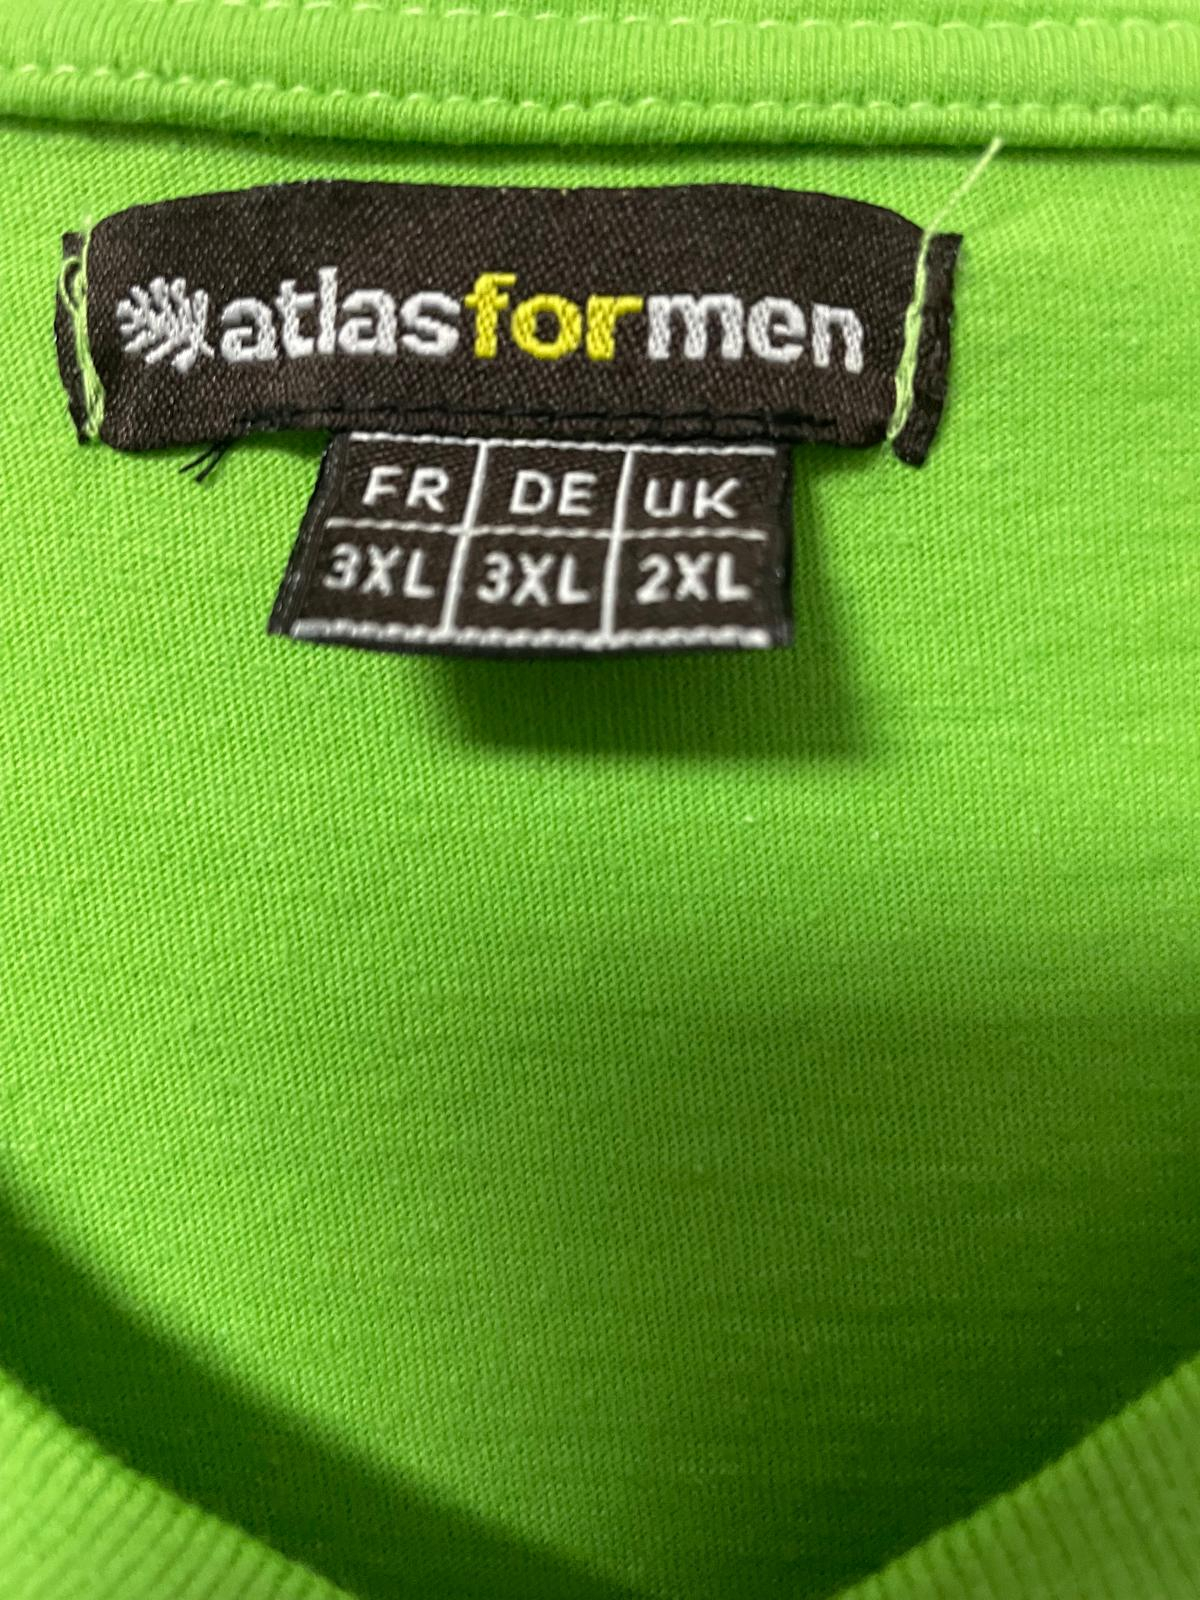 atlasformen
FR DE UK
3XL 3XL 2XL